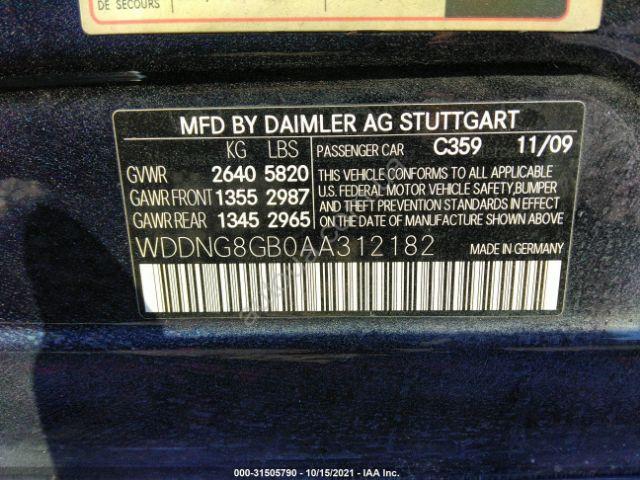 DE SECOURS
MFD BY DAIMLER AG STUTTGART
KG LBS PASSENGER CAR C359 11/09
GVWR 2640 5820 THIS VEHICLE CONFORMS TO ALL APPLICABLE
GAWR FRONT 1355 2987 U.S. FEDERAL MOTOR VEHICLE SAFETY,BUMPER
GAWR REAR 1345 2965 AND THEFT PREVENTION STANDARDS IN EFFECT
ON THE DATE OF MANUFACTURE SHOWN ABOVE.
WDDNG8GB0AA312182 MADE IN GERMANY
000-31505790 - 10/15/2021 - IAA Inc.